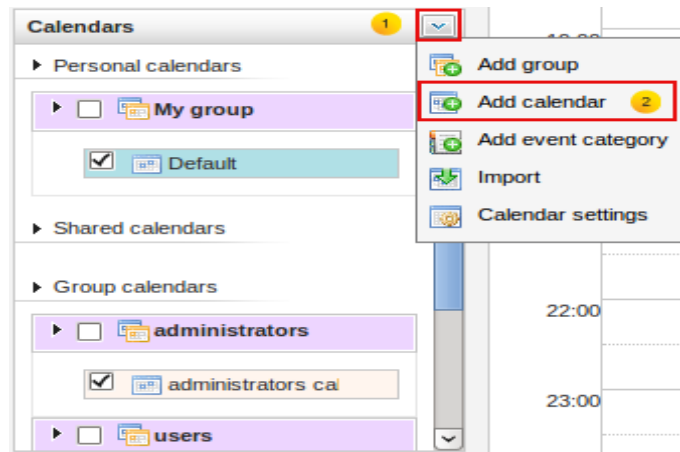 Calendars 1
Personal calendars
My group
Default
Shared calendars
Group calendars
administrators
administrators cal
users
Add group
Add calendar 2
Add event category
Import
Calendar settings
22:00
23:00